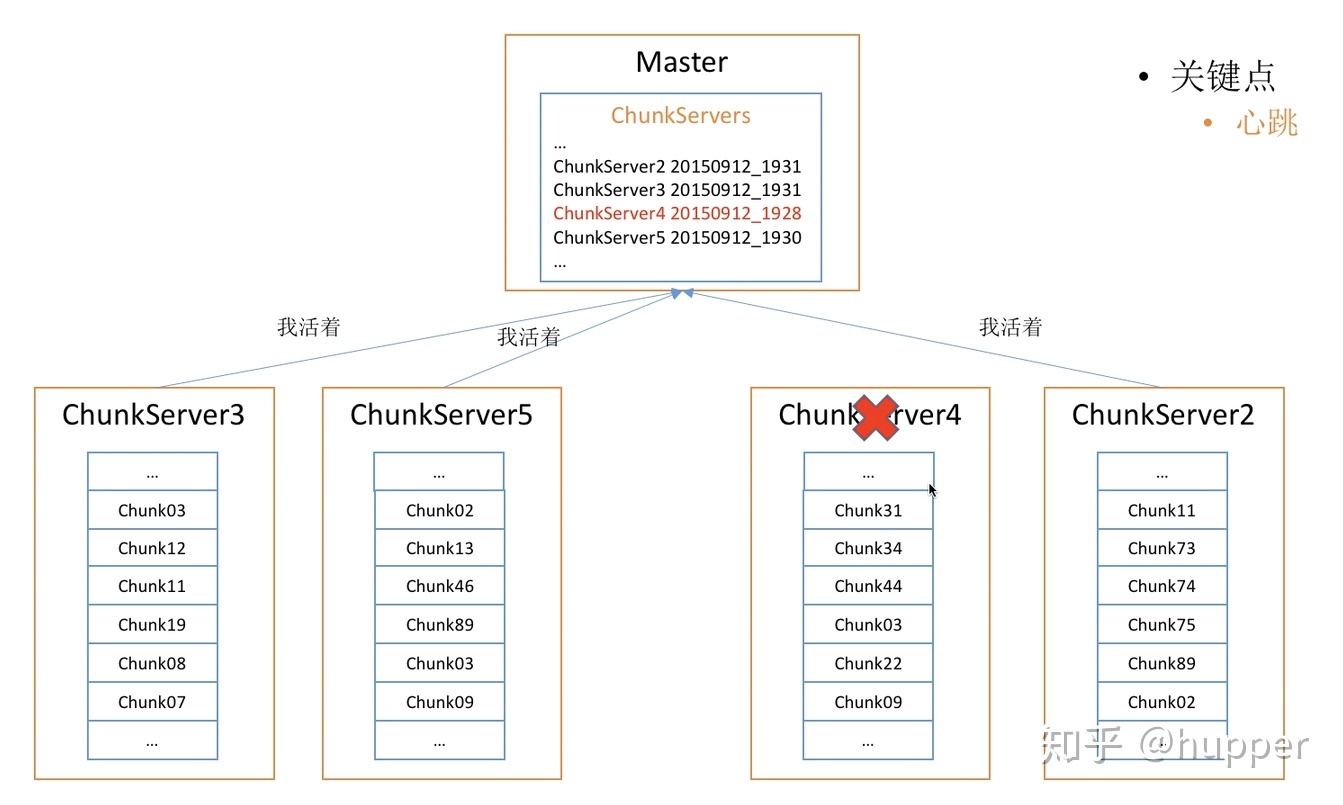 Master
ChunkServers
...
ChunkServer2 20150912_1931
ChunkServer3 20150912_1931
ChunkServer4 20150912_1928
ChunkServer5 20150912_1930
...
• 关键点
• 心跳
我活着
我活着
我活着
ChunkServer3
...
Chunk03
Chunk12
Chunk11
Chunk19
Chunk08
Chunk07
...
ChunkServer5
...
Chunk02
Chunk13
Chunk46
Chunk89
Chunk03
Chunk09
...
ChunkServer4
...
Chunk31
Chunk34
Chunk44
Chunk03
Chunk22
Chunk09
...
ChunkServer2
...
Chunk11
Chunk73
Chunk74
Chunk75
Chunk89
Chunk02
...
知乎 @hupper